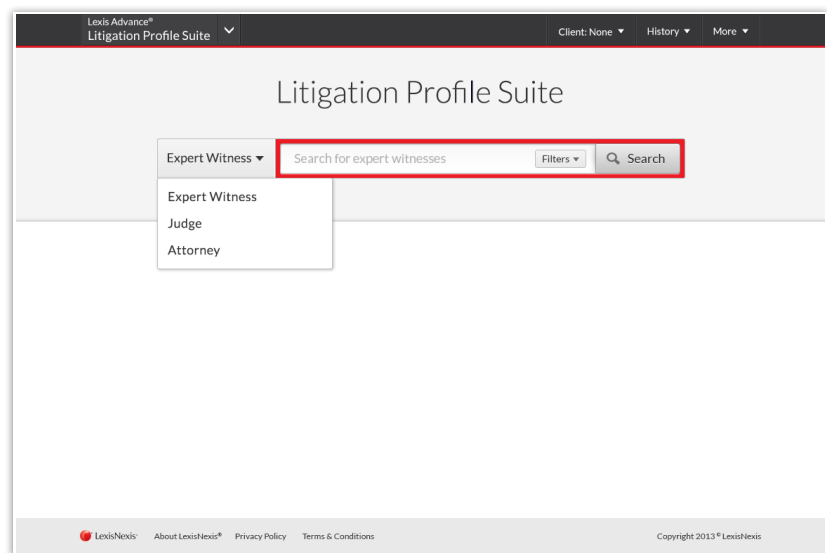 Lexis Advance®
Litigation Profile Suite
Client: None
History
More
Litigation Profile Suite
Expert Witness
Search for expert witnesses
Filters
Search
Expert Witness
Judge
Attorney
LexisNexis® About LexisNexis® Privacy Policy Terms & Conditions Copyright 2013 © LexisNexis